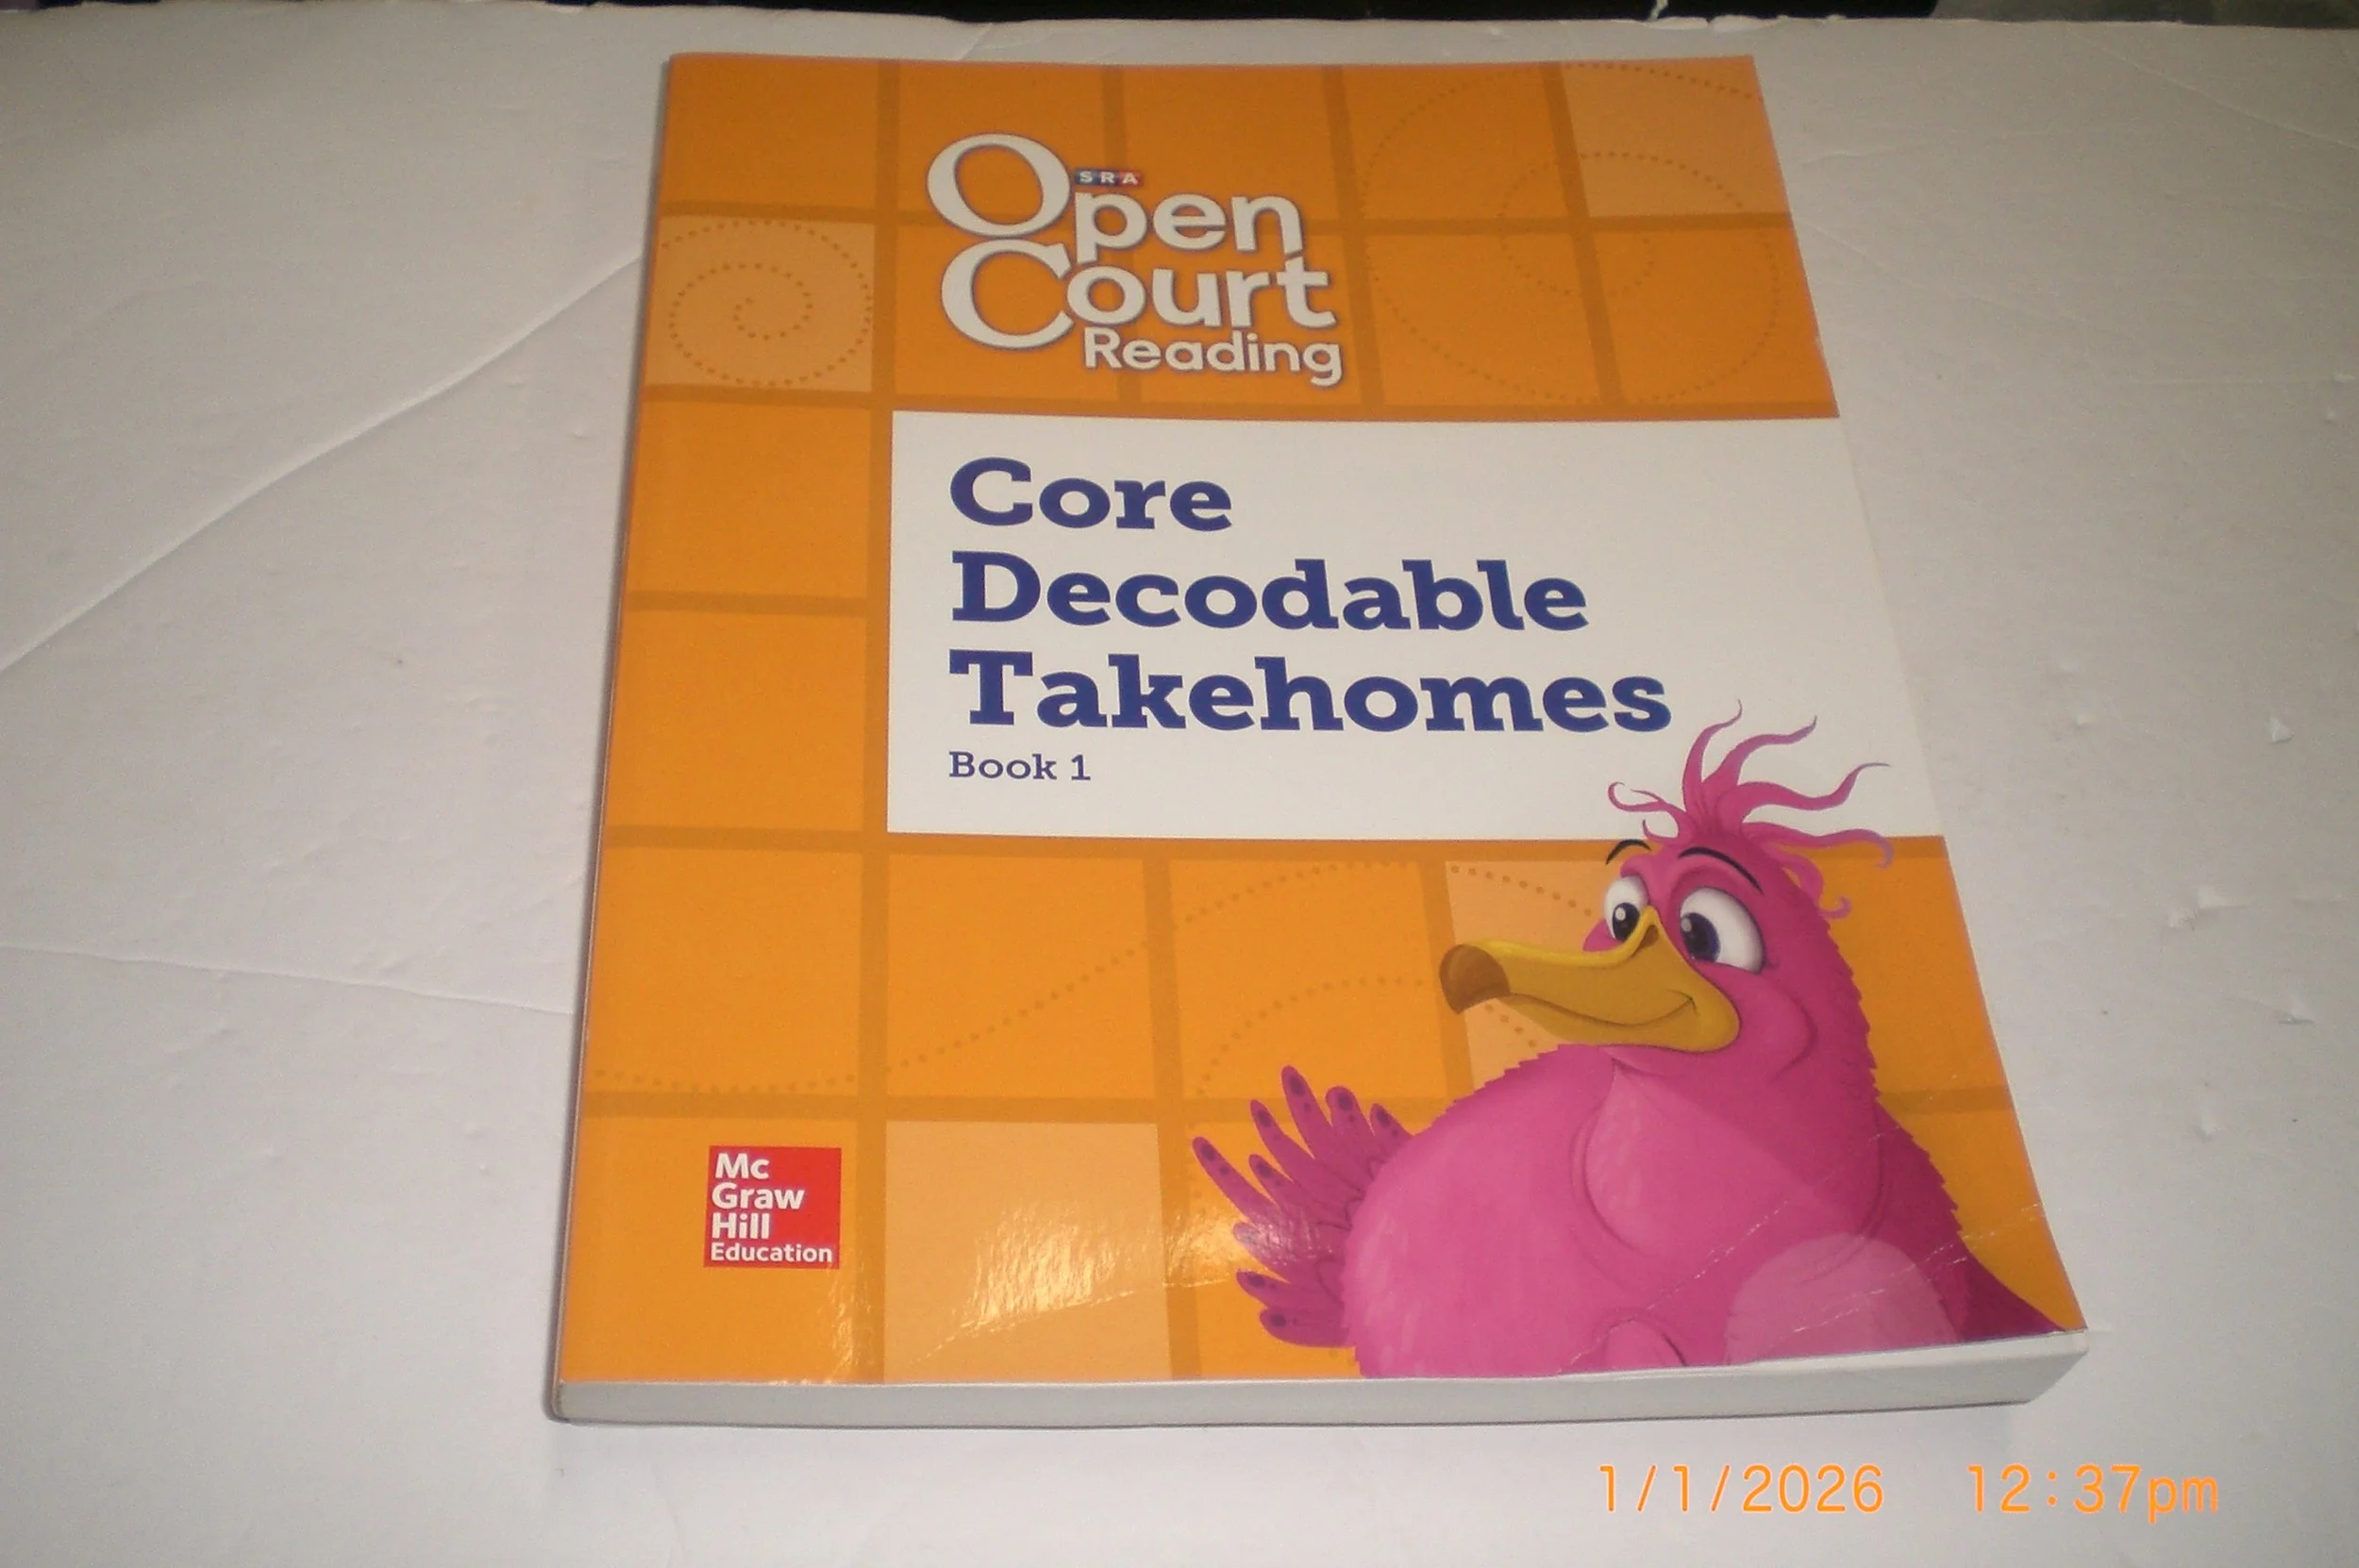 SRA
Open
Court
Reading
Core
Decodable
Takehomes
Book 1
Mc
Graw
Hill
Education
1/1/2026 12:37pm